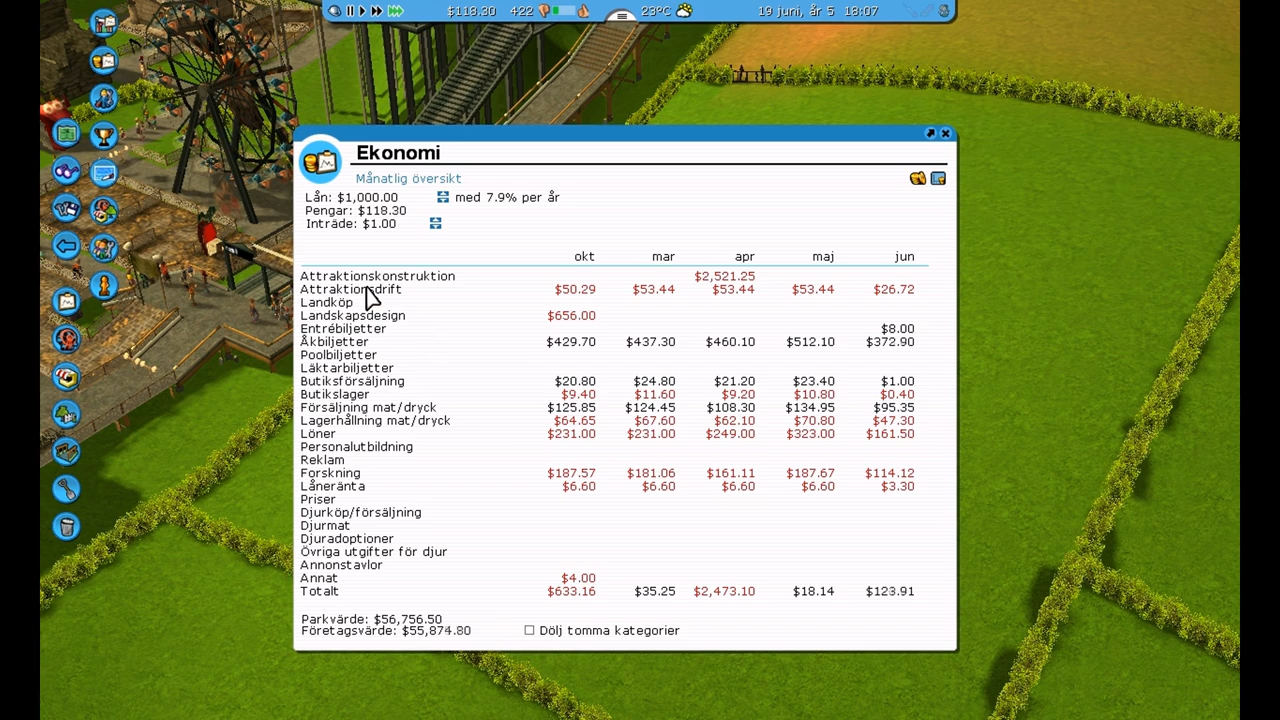 $118.30 422 23°C 19 juni, år 5 18:07
Ekonomi
Månatlig översikt
Lån: $1,000.00 med 7.9% per år
Pengar: $118.30
Inträde: $1.00
okt mar apr maj jun
Attraktionskonstruktion $2,521.25
Attraktionsdrift $50.29 $53.44 $53.44 $53.44 $26.72
Landköp
Landskapsdesign $656.00
Entrébiljetter $8.00
Åkbiljetter $429.70 $437.30 $460.10 $512.10 $372.90
Poolbiljetter
Läktarbiljetter
Butiksförsäljning $20.80 $24.80 $21.20 $23.40 $1.00
Butikslager $9.40 $11.60 $9.20 $10.80 $0.40
Försäljning mat/dryck $125.85 $124.45 $108.30 $134.95 $95.35
Lagerhållning mat/dryck $64.65 $67.60 $62.10 $70.80 $47.30
Löner $231.00 $231.00 $249.00 $323.00 $161.50
Personalutbildning
Reklam
Forskning $187.57 $181.06 $161.11 $187.67 $114.12
Låneränta $6.60 $6.60 $6.60 $6.60 $3.30
Priser
Djurköp/försäljning
Djurmat
Djuradoptioner
Övriga utgifter för djur
Annonstavlor
Annat $4.00
Totalt $633.16 $35.25 $2,473.10 $18.14 $123.91
Parkvärde: $56,756.50
Företagsvärde: $55,874.80
Dölj tomma kategorier